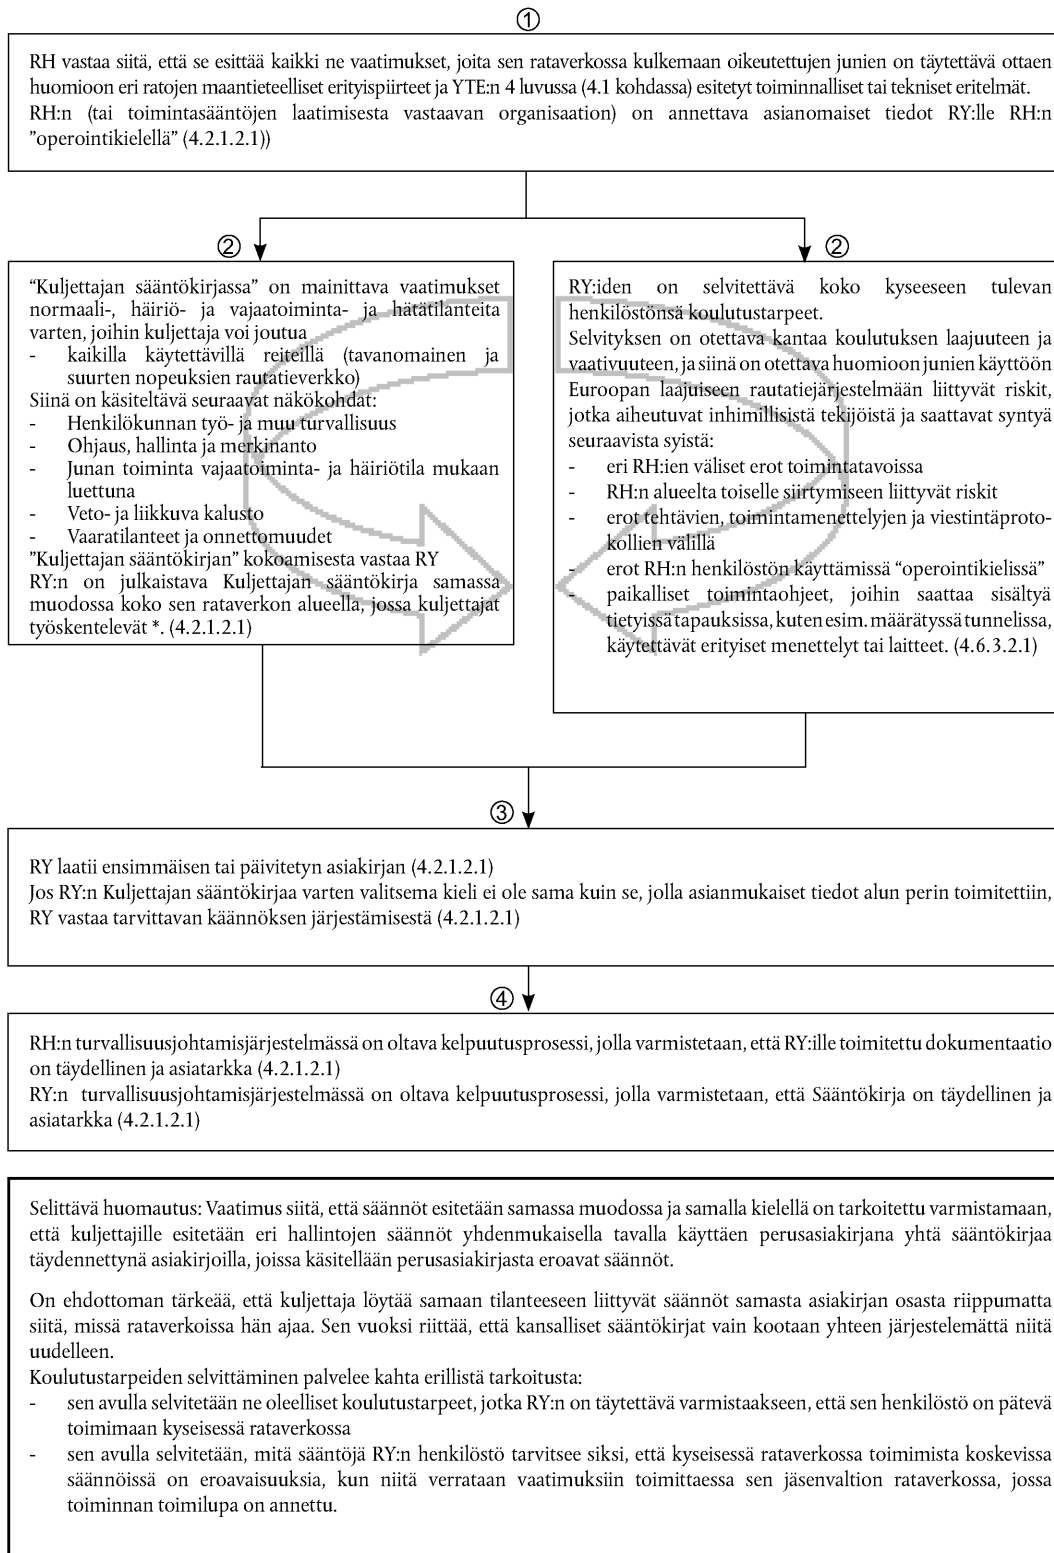 ①
RH vastaa siitä, että se esittää kaikki ne vaatimukset, joita sen rataverkossa kulkemaan oikeutettujen junien on täytettävä ottaen
huomioon eri ratojen maantieteelliset erityispiirteet ja YTE:n 4 luvussa (4.1 kohdassa) esitetyt toiminnalliset tai tekniset eritelmät.
RH:n (tai toimintasääntöjen laatimisesta vastaavan organisaation) on annettava asianomaiset tiedot RY:lle RH:n
”operointikielellä” (4.2.1.2.1))
②
“Kuljettajan sääntökirjassa” on mainittava vaatimukset
normaali-, häiriö- ja vajaatoiminta- ja hätätilanteita
varten, joihin kuljettaja voi joutua
- kaikilla käytettävillä reiteillä (tavanomainen ja
suurten nopeuksien rautatieverkko)
Siinä on käsiteltävä seuraavat näkökohdat:
- Henkilökunnan työ- ja muu turvallisuus
- Ohjaus, hallinta ja merkinanto
- Junan toiminta vajaatoiminta- ja häiriötila mukaan
luettuna
- Veto- ja liikkuva kalusto
- Vaaratilanteet ja onnettomuudet
”Kuljettajan sääntökirjan” kokoamisesta vastaa RY
RY:n on julkaistava Kuljettajan sääntökirja samassa
muodossa koko sen rataverkon alueella, jossa kuljettajat
työskentelevät *. (4.2.1.2.1)
②
RY:iden on selvitettävä koko kyseeseen tulevan
henkilöstönsä koulutustarpeet.
Selvityksen on otettava kantaa koulutuksen laajuuteen ja
vaativuuteen, ja siinä on otettava huomioon junien käyttöön
Euroopan laajuiseen rautatiejärjestelmään liittyvät riskit,
jotka aiheutuvat inhimillisistä tekijöistä ja saattavat syntyä
seuraavista syistä:
- eri RH:ien väliset erot toimintatavoissa
- RH:n alueelta toiselle siirtymiseen liittyvät riskit
- erot tehtävien, toimintamenettelyjen ja viestintäproto-
kollien välillä
- erot RH:n henkilöstön käyttämissä “operointikielissä”
- paikalliset toimintaohjeet, joihin saattaa sisältyä
tietyissä tapauksissa, kuten esim. määrätyssä tunnelissa,
käytettävät erityiset menettelyt tai laitteet. (4.6.3.2.1)
③
RY laatii ensimmäisen tai päivitetyn asiakirjan (4.2.1.2.1)
Jos RY:n Kuljettajan sääntökirjaa varten valitsema kieli ei ole sama kuin se, jolla asianmukaiset tiedot alun perin toimitettiin,
RY vastaa tarvittavan käännöksen järjestämisestä (4.2.1.2.1)
④
RH:n turvallisuusjohtamisjärjestelmässä on oltava kelpuutusprosessi, jolla varmistetaan, että RY:ille toimitettu dokumentaatio
on täydellinen ja asiatarkka (4.2.1.2.1)
RY:n turvallisuusjohtamisjärjestelmässä on oltava kelpuutusprosessi, jolla varmistetaan, että Sääntökirja on täydellinen ja
asiatarkka (4.2.1.2.1)
Selittävä huomautus: Vaatimus siitä, että säännöt esitetään samassa muodossa ja samalla kielellä on tarkoitettu varmistamaan,
että kuljettajille esitetään eri hallintojen säännöt yhdenmukaisella tavalla käyttäen perusasiakirjana yhtä sääntökirjaa
täydennettynä asiakirjoilla, joissa käsitellään perusasiakirjasta eroavat säännöt.
On ehdottoman tärkeää, että kuljettaja löytää samaan tilanteeseen liittyvät säännöt samasta asiakirjan osasta riippumatta
siitä, missä rataverkoissa hän ajaa. Sen vuoksi riittää, että kansalliset sääntökirjat vain kootaan yhteen järjestelemättä niitä
uudelleen.
Koulutustarpeiden selvittäminen palvelee kahta erillistä tarkoitusta:
- sen avulla selvitetään ne oleelliset koulutustarpeet, jotka RY:n on täytettävä varmistaakseen, että sen henkilöstö on pätevä
toimimaan kyseisessä rataverkossa
- sen avulla selvitetään, mitä sääntöjä RY:n henkilöstö tarvitsee siksi, että kyseisessä rataverkossa toimimista koskevissa
säännöissä on eroavaisuuksia, kun niitä verrataan vaatimuksiin toimittaessa sen jäsenvaltion rataverkossa, jossa
toiminnan toimilupa on annettu.